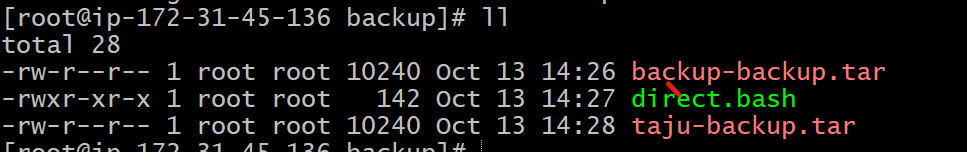 [root@ip-172-31-45-136 backup]# ll
total 28
-rw-r--r-- 1 root root 10240 Oct 13 14:26 backup-backup.tar
-rwxr-xr-x 1 root root   142 Oct 13 14:27 direct.bash
-rw-r--r-- 1 root root 10240 Oct 13 14:28 taju-backup.tar
[root@ip-172-31-45-136 backup]#